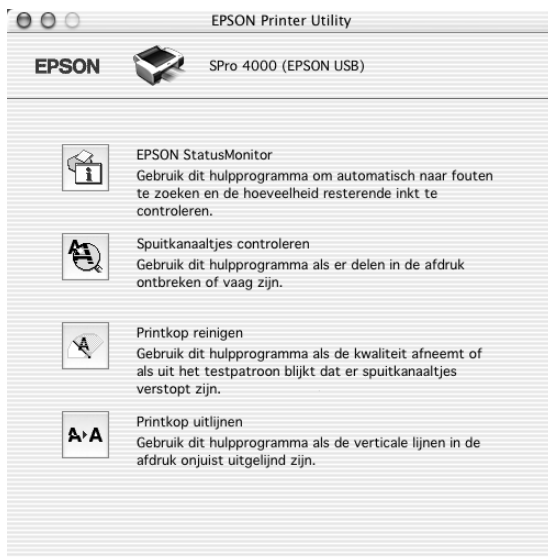 EPSON Printer Utility
EPSON
SPro 4000 (EPSON USB)
EPSON StatusMonitor
Gebruik dit hulpprogramma om automatisch naar fouten
te zoeken en de hoeveelheid resterende inkt te
controleren.
Spuitkanaaltjes controleren
Gebruik dit hulpprogramma als er delen in de afdruk
ontbreken of vaag zijn.
Printkop reinigen
Gebruik dit hulpprogramma als de kwaliteit afneemt of
als uit het testpatroon blijkt dat er spuitkanaaltjes
verstopt zijn.
Printkop uitlijnen
Gebruik dit hulpprogramma als de verticale lijnen in de
afdruk onjuist uitgelijnd zijn.